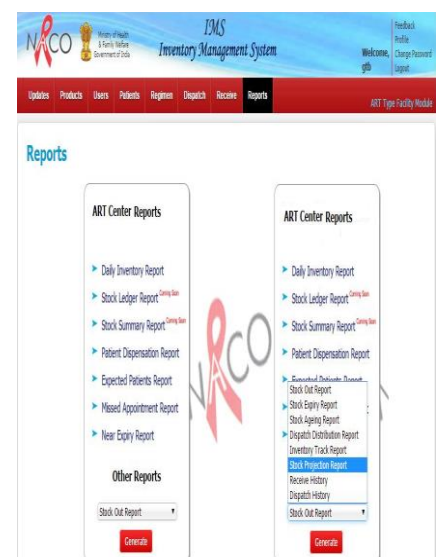 NACO
Ministry of Health
& Family Welfare
Government of India
IMS
Inventory Management System
Welcome,
gtb
Feedback
Profile
Change Password
Logout
Updates Products Users Patients Regimen Dispatch Receive Reports
ART Type Facility Module
Reports
ART Center Reports
Daily Inventory Report
Stock Ledger Report Coming Soon
Stock Summary Report Coming Soon
Patient Dispensation Report
Expected Patients Report
Missed Appointment Report
Near Expiry Report
Other Reports
Stock Out Report
Generate
NACO
ART Center Reports
Daily Inventory Report
Stock Ledger Report Coming Soon
Stock Summary Report Coming Soon
Patient Dispensation Report
Expected Patients Report
Stock Out Report
Stock Expiry Report
Stock Ageing Report
Dispatch Distribution Report
Inventory Track Report
Stock Projection Report
Receive History
Dispatch History
Stock Out Report
Generate